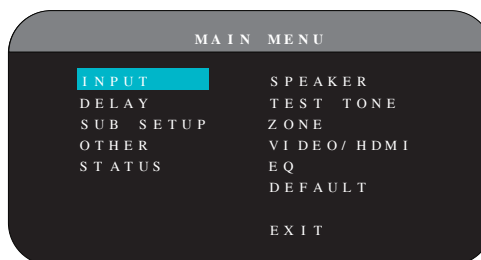 MAIN MENU
INPUT
DELAY
SUB SETUP
OTHER
STATUS
SPEAKER
TEST TONE
ZONE
VIDEO/HDMI
EQ
DEFAULT
EXIT